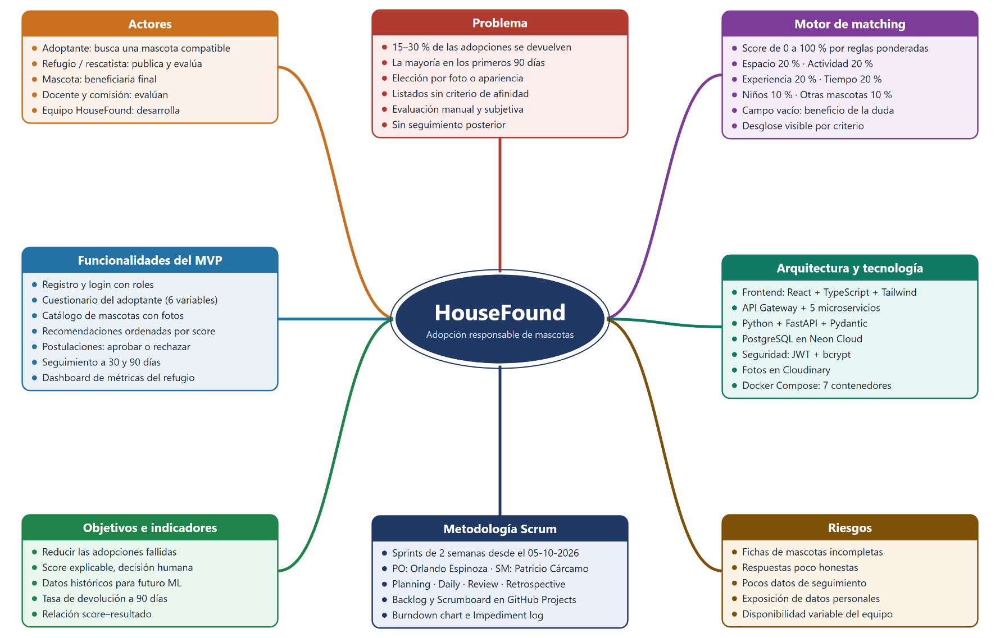 Actores
Adoptante: busca una mascota compatible
Refugio / rescatista: publica y evalúa
Mascota: beneficiaria final
Docente y comisión: evalúan
Equipo HouseFound: desarrolla
Problema
15–30 % de las adopciones se devuelven
La mayoría en los primeros 90 días
Elección por foto o apariencia
Listados sin criterio de afinidad
Evaluación manual y subjetiva
Sin seguimiento posterior
Motor de matching
Score de 0 a 100 % por reglas ponderadas
Espacio 20 % · Actividad 20 %
Experiencia 20 % · Tiempo 20 %
Niños 10 % · Otras mascotas 10 %
Campo vacío: beneficio de la duda
Desglose visible por criterio
Funcionalidades del MVP
Registro y login con roles
Cuestionario del adoptante (6 variables)
Catálogo de mascotas con fotos
Recomendaciones ordenadas por score
Postulaciones: aprobar o rechazar
Seguimiento a 30 y 90 días
Dashboard de métricas del refugio
HouseFound
Adopción responsable de mascotas
Arquitectura y tecnología
Frontend: React + TypeScript + Tailwind
API Gateway + 5 microservicios
Python + FastAPI + Pydantic
PostgreSQL en Neon Cloud
Seguridad: JWT + bcrypt
Fotos en Cloudinary
Docker Compose: 7 contenedores
Objetivos e indicadores
Reducir las adopciones fallidas
Score explicable, decisión humana
Datos históricos para futuro ML
Tasa de devolución a 90 días
Relación score–resultado
Metodología Scrum
Sprints de 2 semanas desde el 05-10-2026
PO: Orlando Espinoza · SM: Patricio Cárcamo
Planning · Daily · Review · Retrospective
Backlog y Scrumboard en GitHub Projects
Burndown chart e Impediment log
Riesgos
Fichas de mascotas incompletas
Respuestas poco honestas
Pocos datos de seguimiento
Exposición de datos personales
Disponibilidad variable del equipo